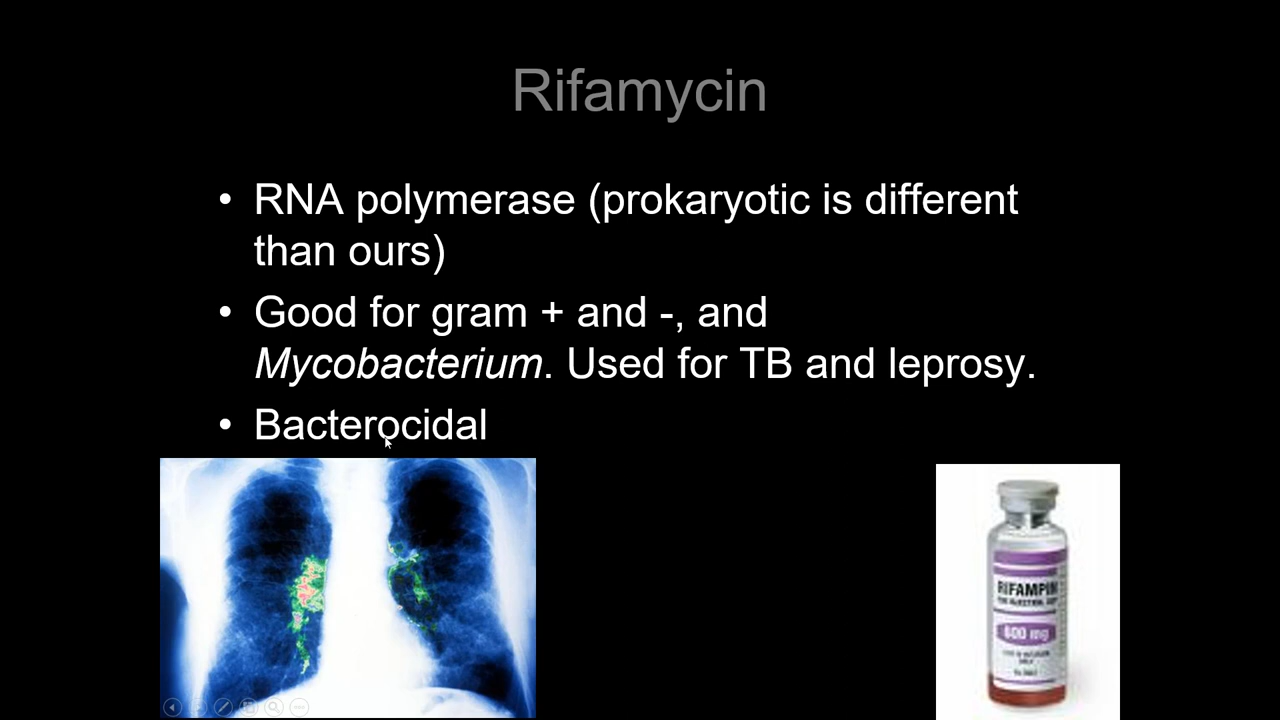 Rifamycin
• RNA polymerase (prokaryotic is different
than ours)
• Good for gram + and -, and
Mycobacterium. Used for TB and leprosy.
• Bacterocidal
RIFAMPIN
600 mg